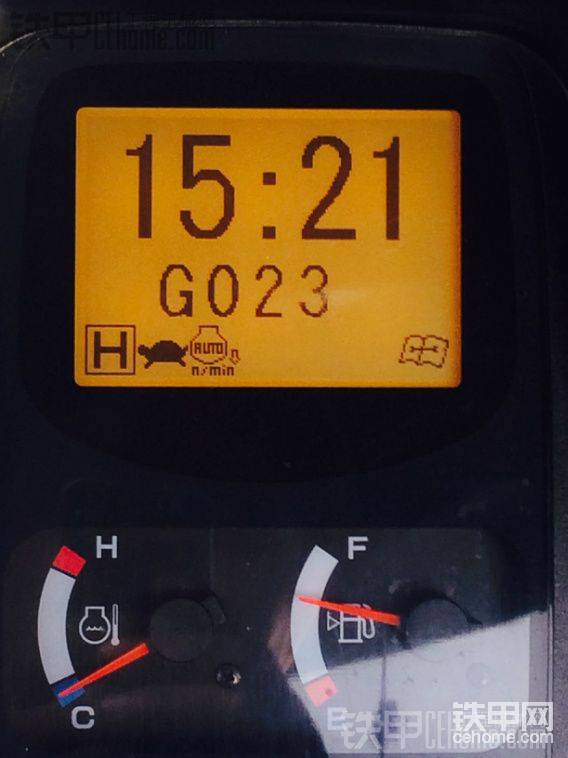 铁甲网 cehome.com
15:21
G023
H AUTO n
n/min
H F
C E
铁甲网
cehome.com